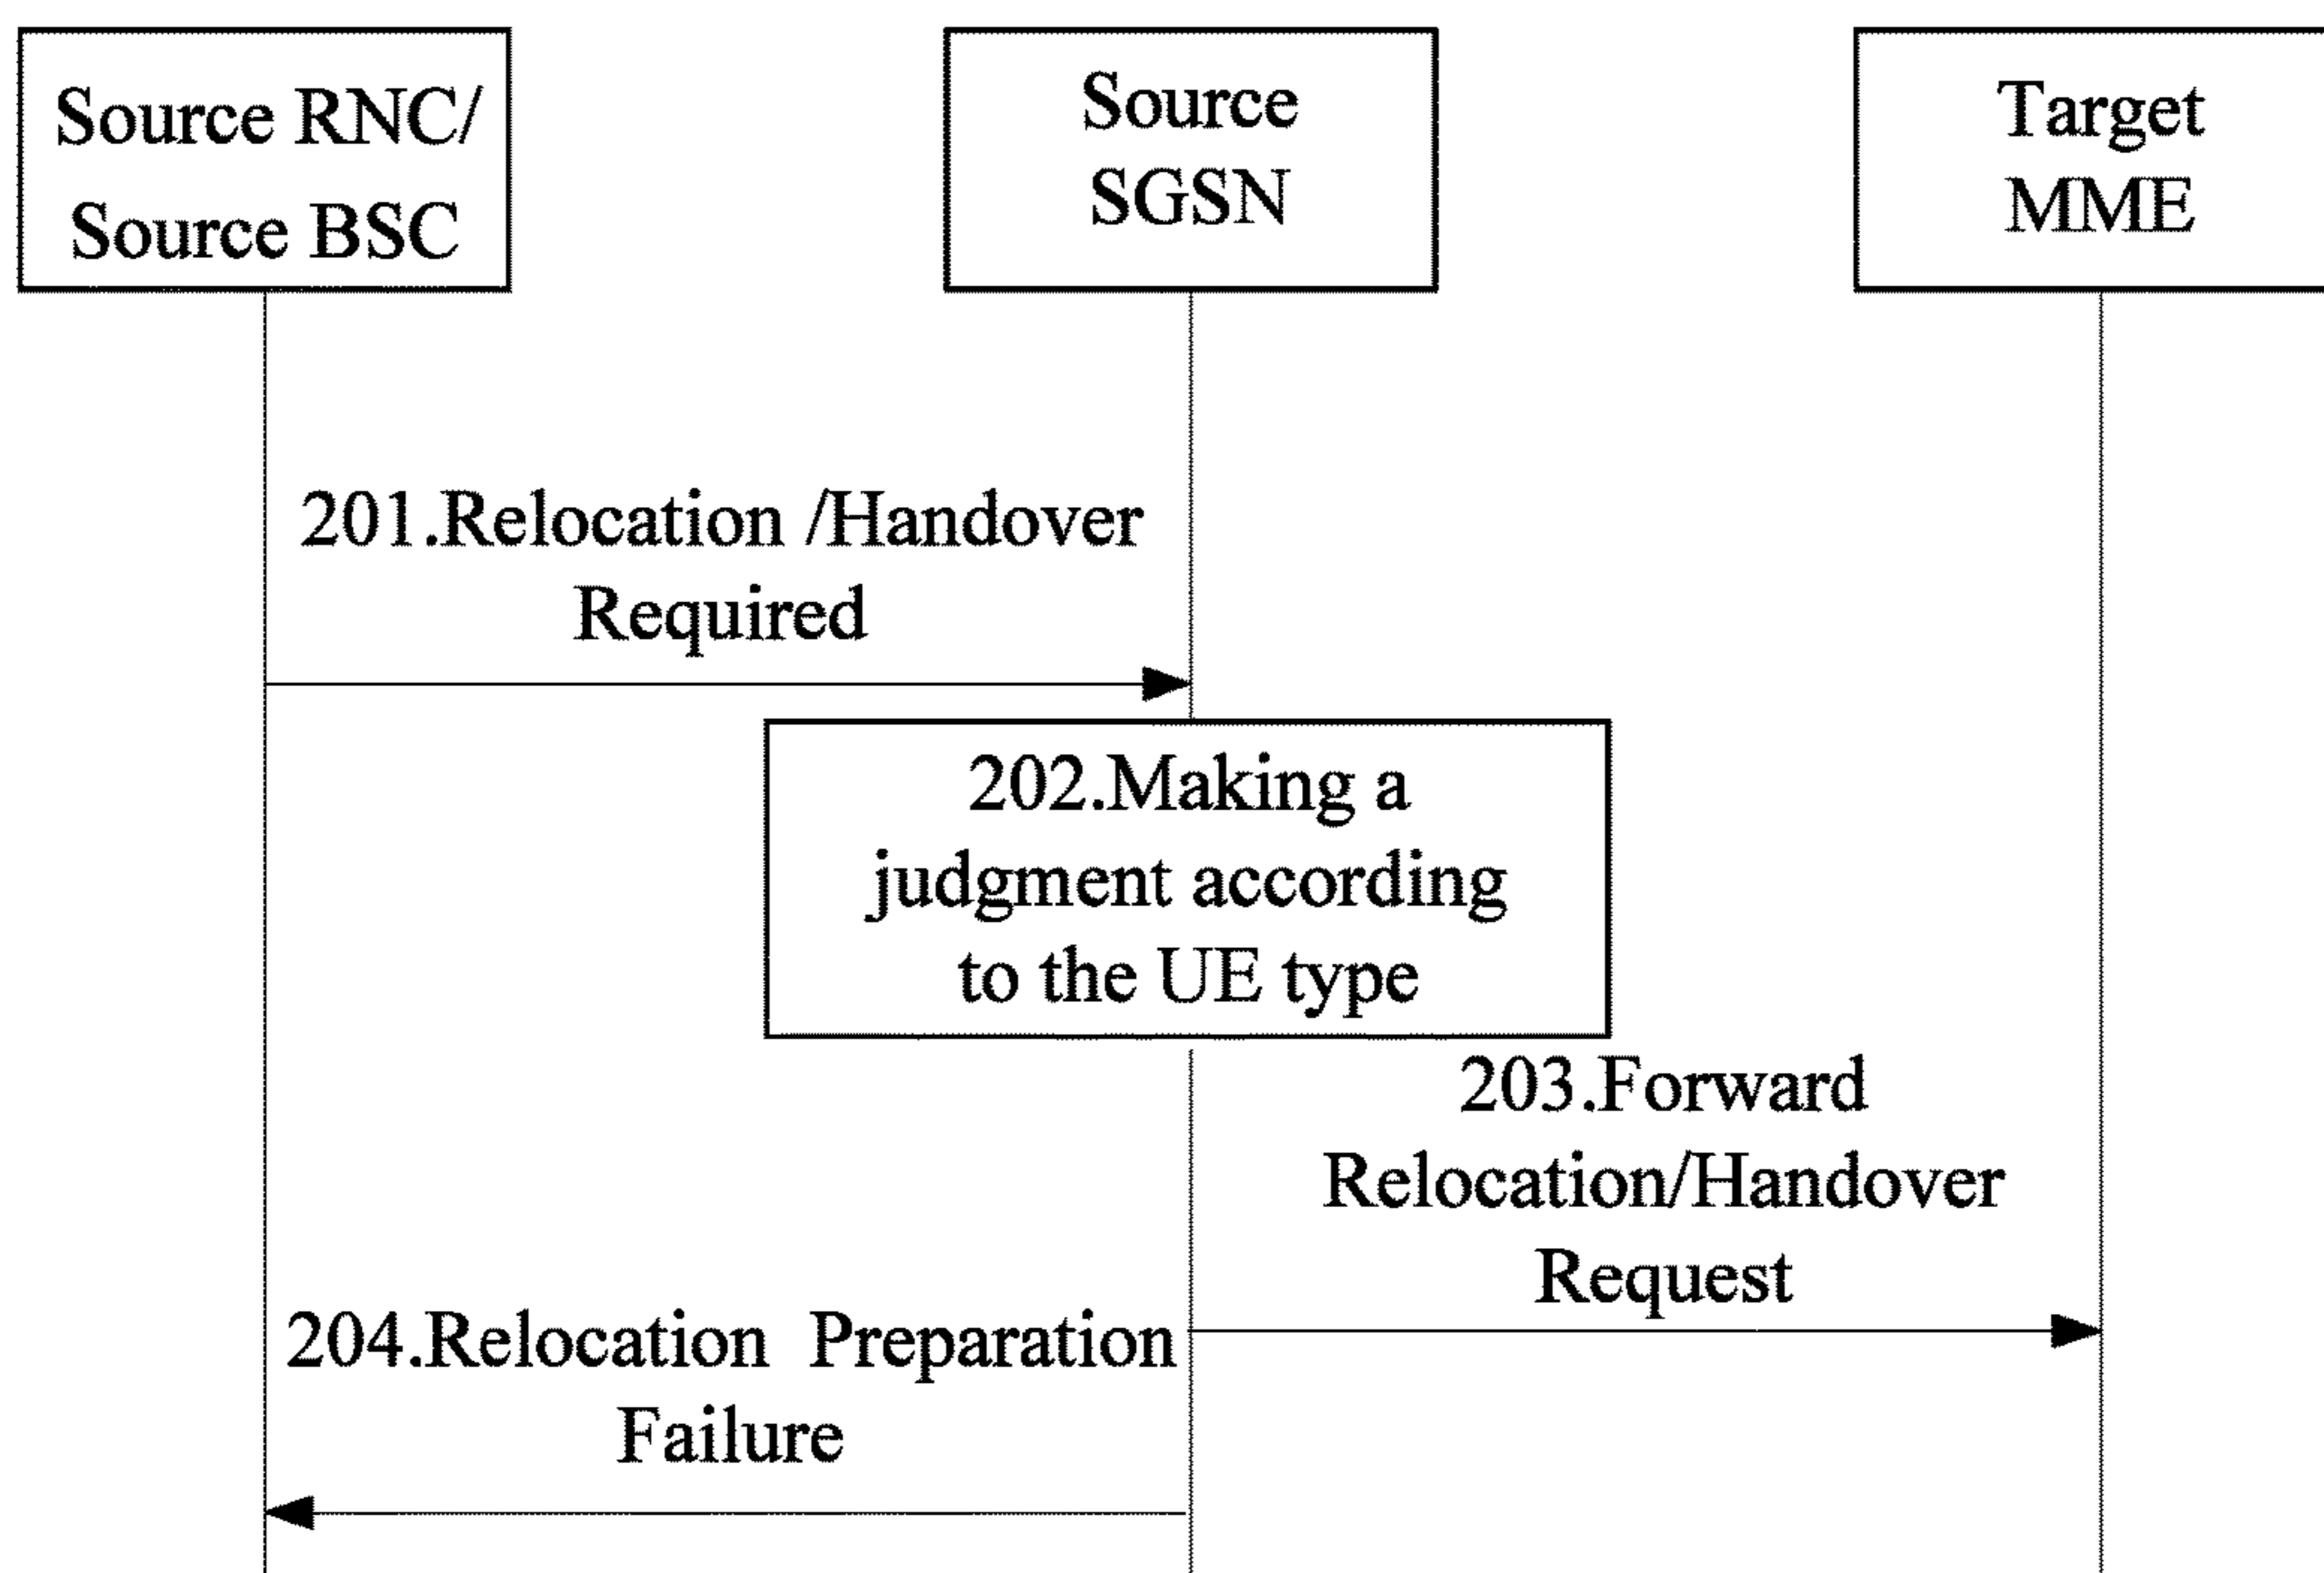 Source RNC/
Source BSC
Source
SGSN
Target
MME
201.Relocation /Handover
Required
202.Making a
judgment according
to the UE type
203.Forward
Relocation/Handover
Request
204.Relocation Preparation
Failure